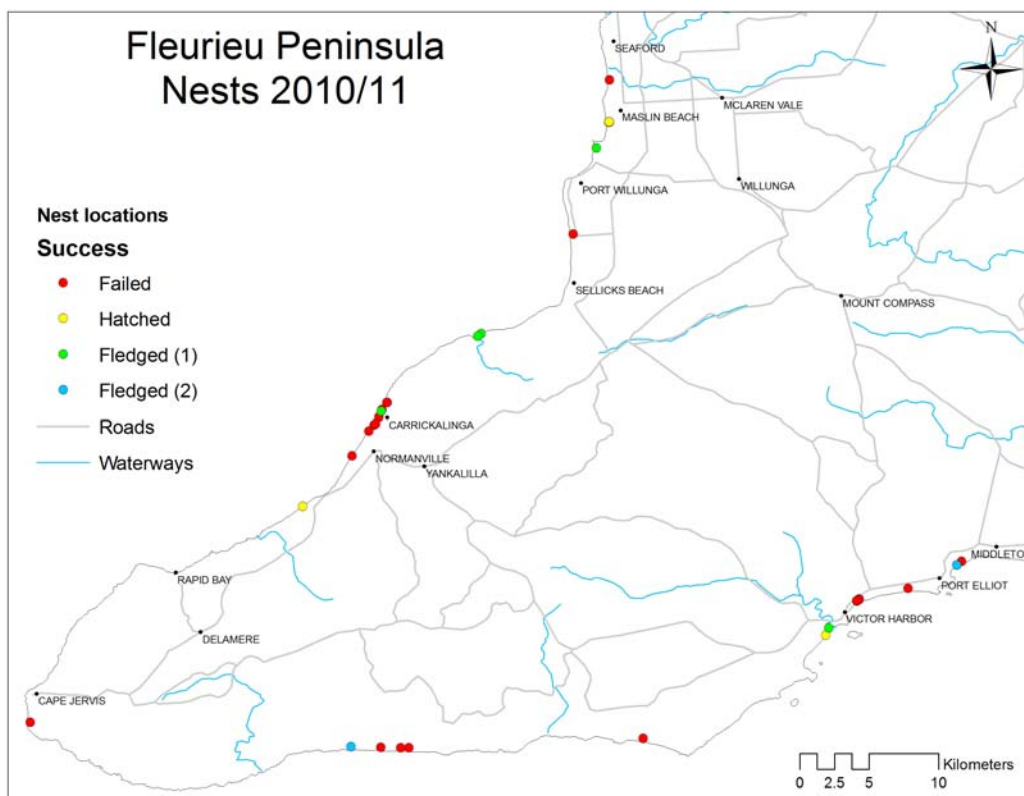 Fleurieu Peninsula
Nests 2010/11
N
SEAFORD
MCLAREN VALE
MASLIN BEACH
PORT WILLUNGA
WILLUNGA
Nest locations
Success
Failed
Hatched
Fledged (1)
Fledged (2)
Roads
Waterways
SELLICKS BEACH
MOUNT COMPASS
CARRICKALINGA
NORMANVILLE
YANKALILLA
RAPID BAY
DELAMERE
CAPE JERVIS
MIDDLETO
PORT ELLIOT
VICTOR HARBOR
Kilometers
0 2.5 5 10